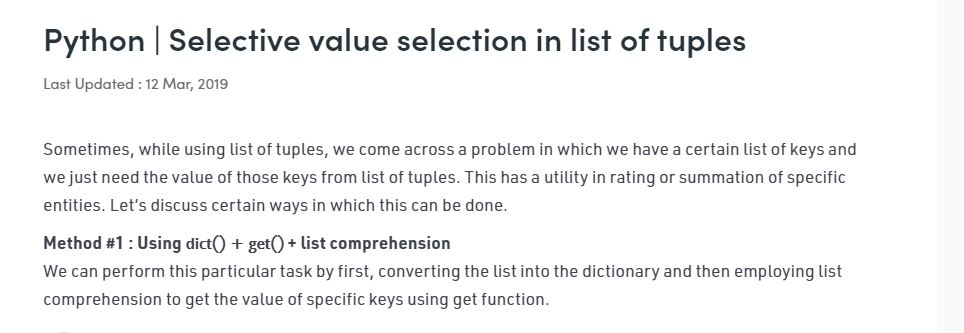 Python | Selective value selection in list of tuples
Last Updated : 12 Mar, 2019
Sometimes, while using list of tuples, we come across a problem in which we have a certain list of keys and
we just need the value of those keys from list of tuples. This has a utility in rating or summation of specific
entities. Let's discuss certain ways in which this can be done.
Method #1 : Using dict() + get() + list comprehension
We can perform this particular task by first, converting the list into the dictionary and then employing list
comprehension to get the value of specific keys using get function.